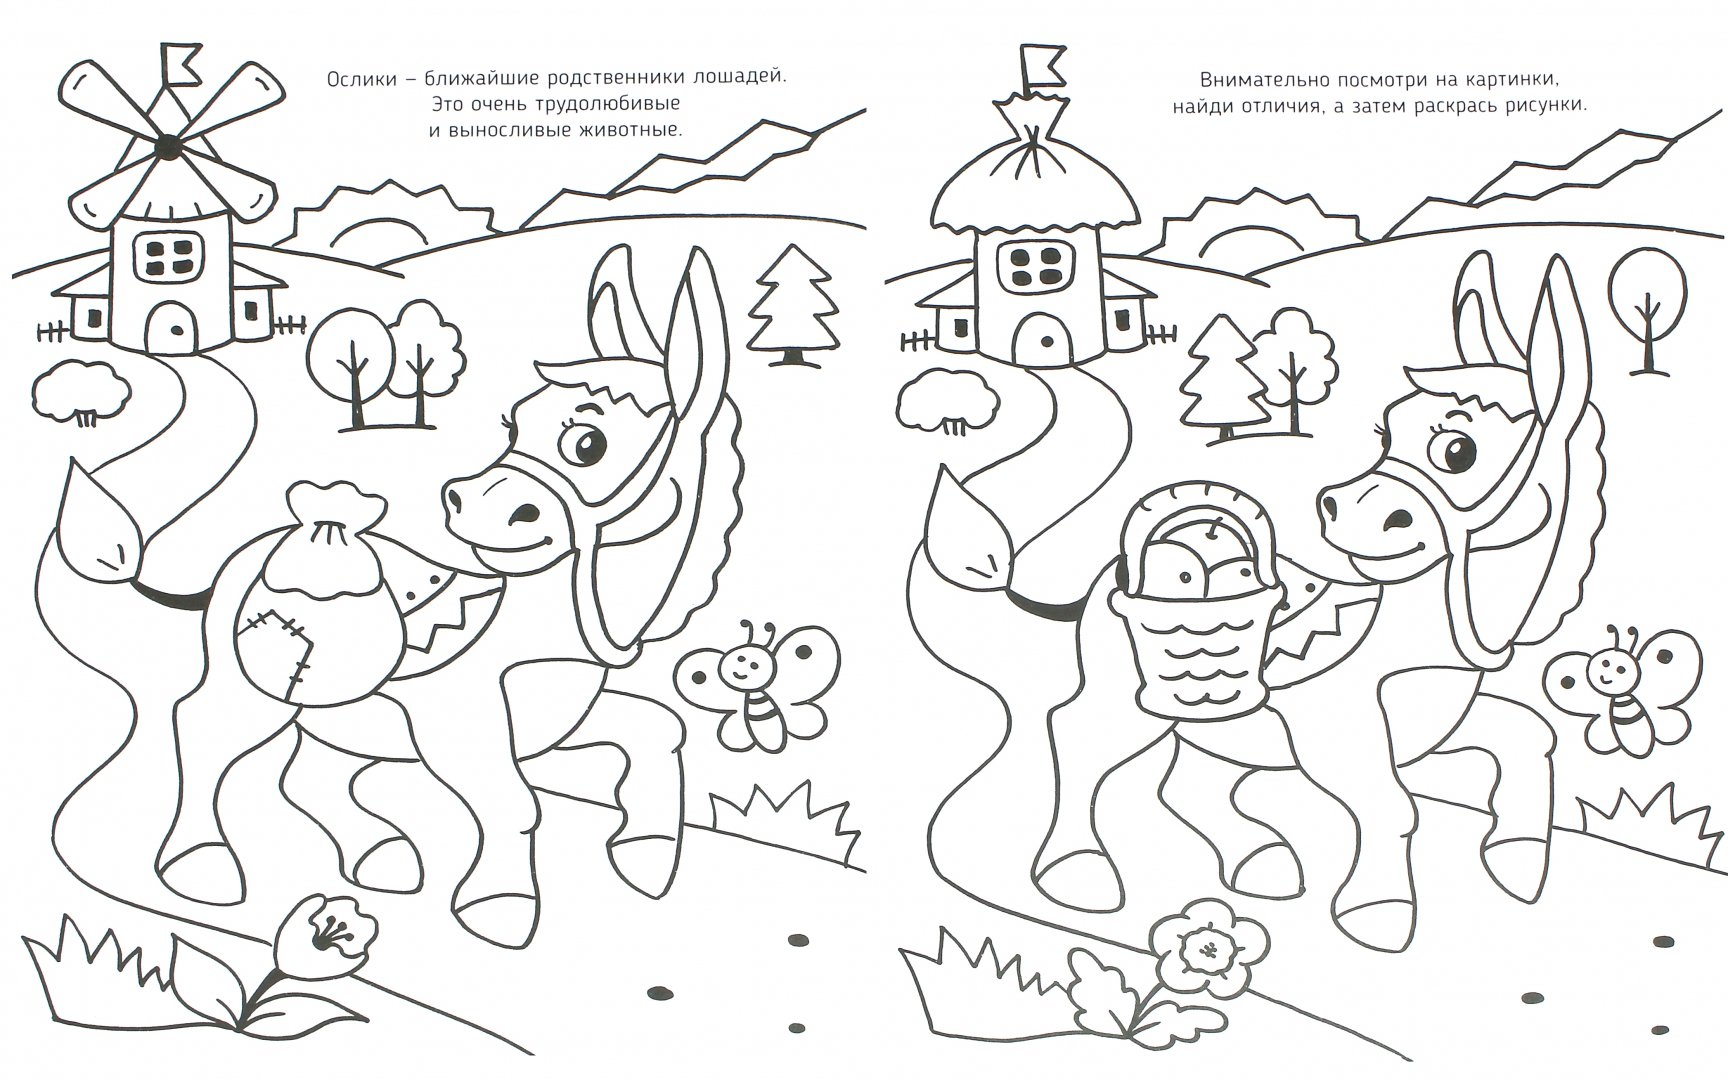 Ослики – ближайшие родственники лошадей.
Это очень трудолюбивые
и выносливые животные.
Внимательно посмотри на картинки,
найди отличия, а затем раскрась рисунки.